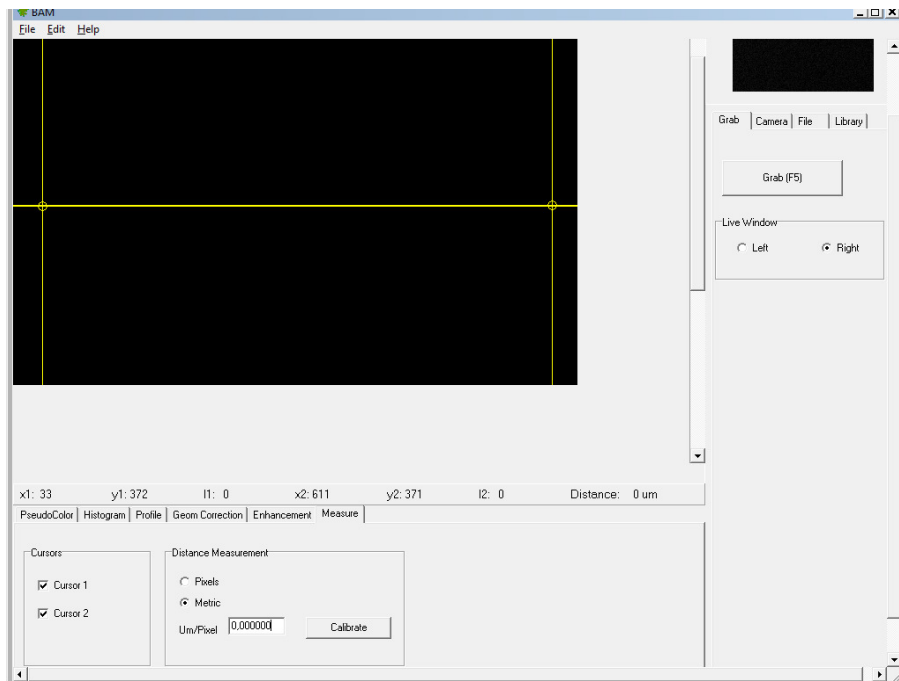 BAM
File Edit Help
Grab Camera File Library
Grab (F5)
Live Window
Left Right
x1: 33 y1: 372 I1: 0 x2: 611 y2: 371 I2: 0 Distance: 0 um
PseudoColor Histogram Profile Geom Correction Enhancement Measure
Cursors
Cursor 1
Cursor 2
Distance Measurement
Pixels
Metric
Um/Pixel 0,000000 Calibrate